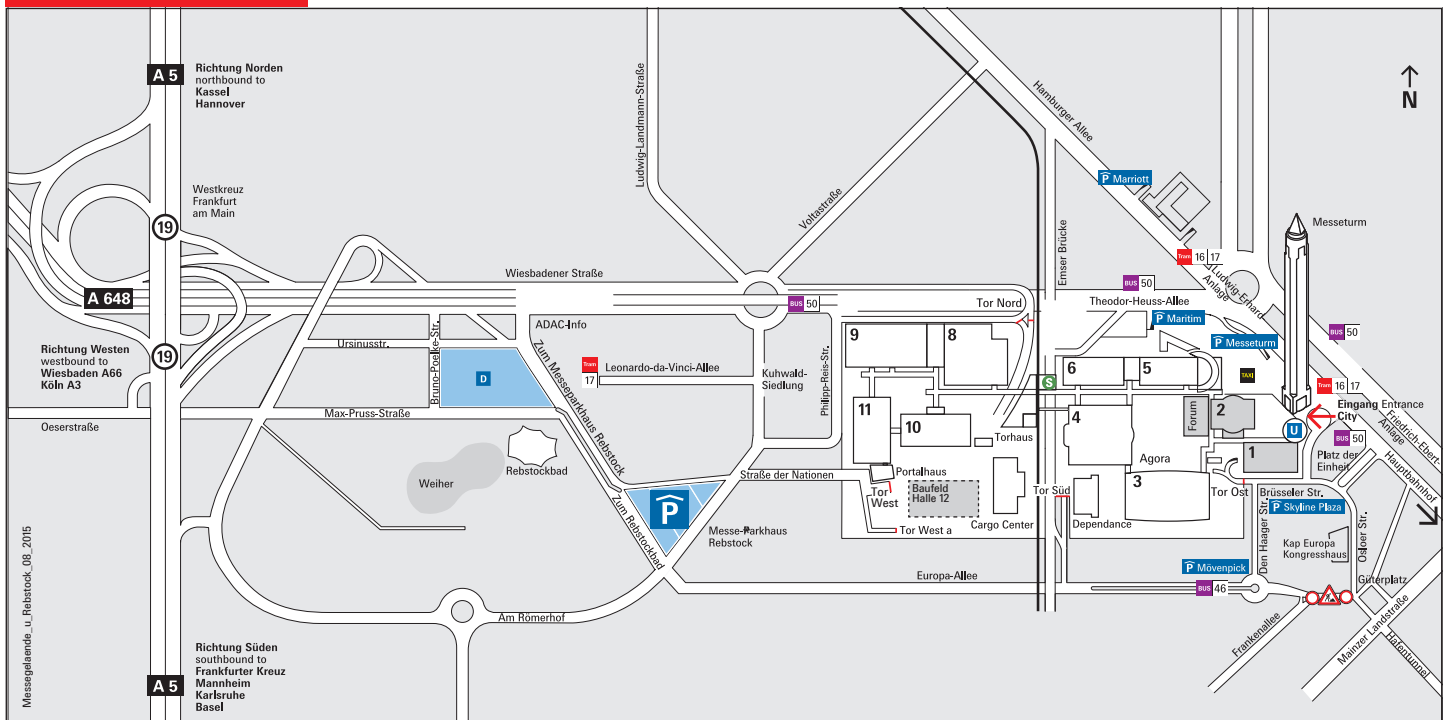 A 5
Richtung Norden
northbound to
Kassel
Hannover
N
Ludwig-Landmann-Straße
Hamburger Allee
Voltastraße
P Marriott
Westkreuz
Frankfurt
am Main
19
Messeturm
Emser Brücke
Tram 16 17
Ludwig-Erhard
Anlage
Wiesbadener Straße
BUS 50
A 648
BUS 50
Tor Nord
Theodor-Heuss-Allee
P Maritim
ADAC-Info
BUS 50
Richtung Westen
westbound to
Wiesbaden A66
Köln A3
19
Ursinusstr.
Bruno-Poelke-Str.
Zum Messeparkhaus Rebstock
9
8
P Messeturm
Tram
17
Leonardo-da-Vinci-Allee
Kuhwald-
Siedlung
Philipp-Reis-Str.
6
5
TAXI
D
S
Tram 16 17
Oeserstraße
Max-Pruss-Straße
11
10
4
Forum
2
Eingang Entrance
City
Friedrich-Ebert-
Anlage
U
BUS 50
Torhaus
Rebstockbad
Agora
1
Platz der
Einheit
Hauptbahnhof
Weiher
Straße der Nationen
Portalhaus
Tor
West
Baufeld
Halle 12
Tor Süd
3
Tor Ost
Brüsseler Str.
P
P Skyline Plaza
Zum Rebstockbad
Messe-Parkhaus
Rebstock
Tor West a
Cargo Center
Dependance
Den Haager Str.
Kap Europa
Kongresshaus
Osloer Str.
P Mövenpick
Europa-Allee
BUS 46
Güterplatz
Am Römerhof
Frankenallee
Mainzer Landstraße
Hafentunnel
A 5
Richtung Süden
southbound to
Frankfurter Kreuz
Mannheim
Karlsruhe
Basel
Messegelaende_u_Rebstock_08_2015